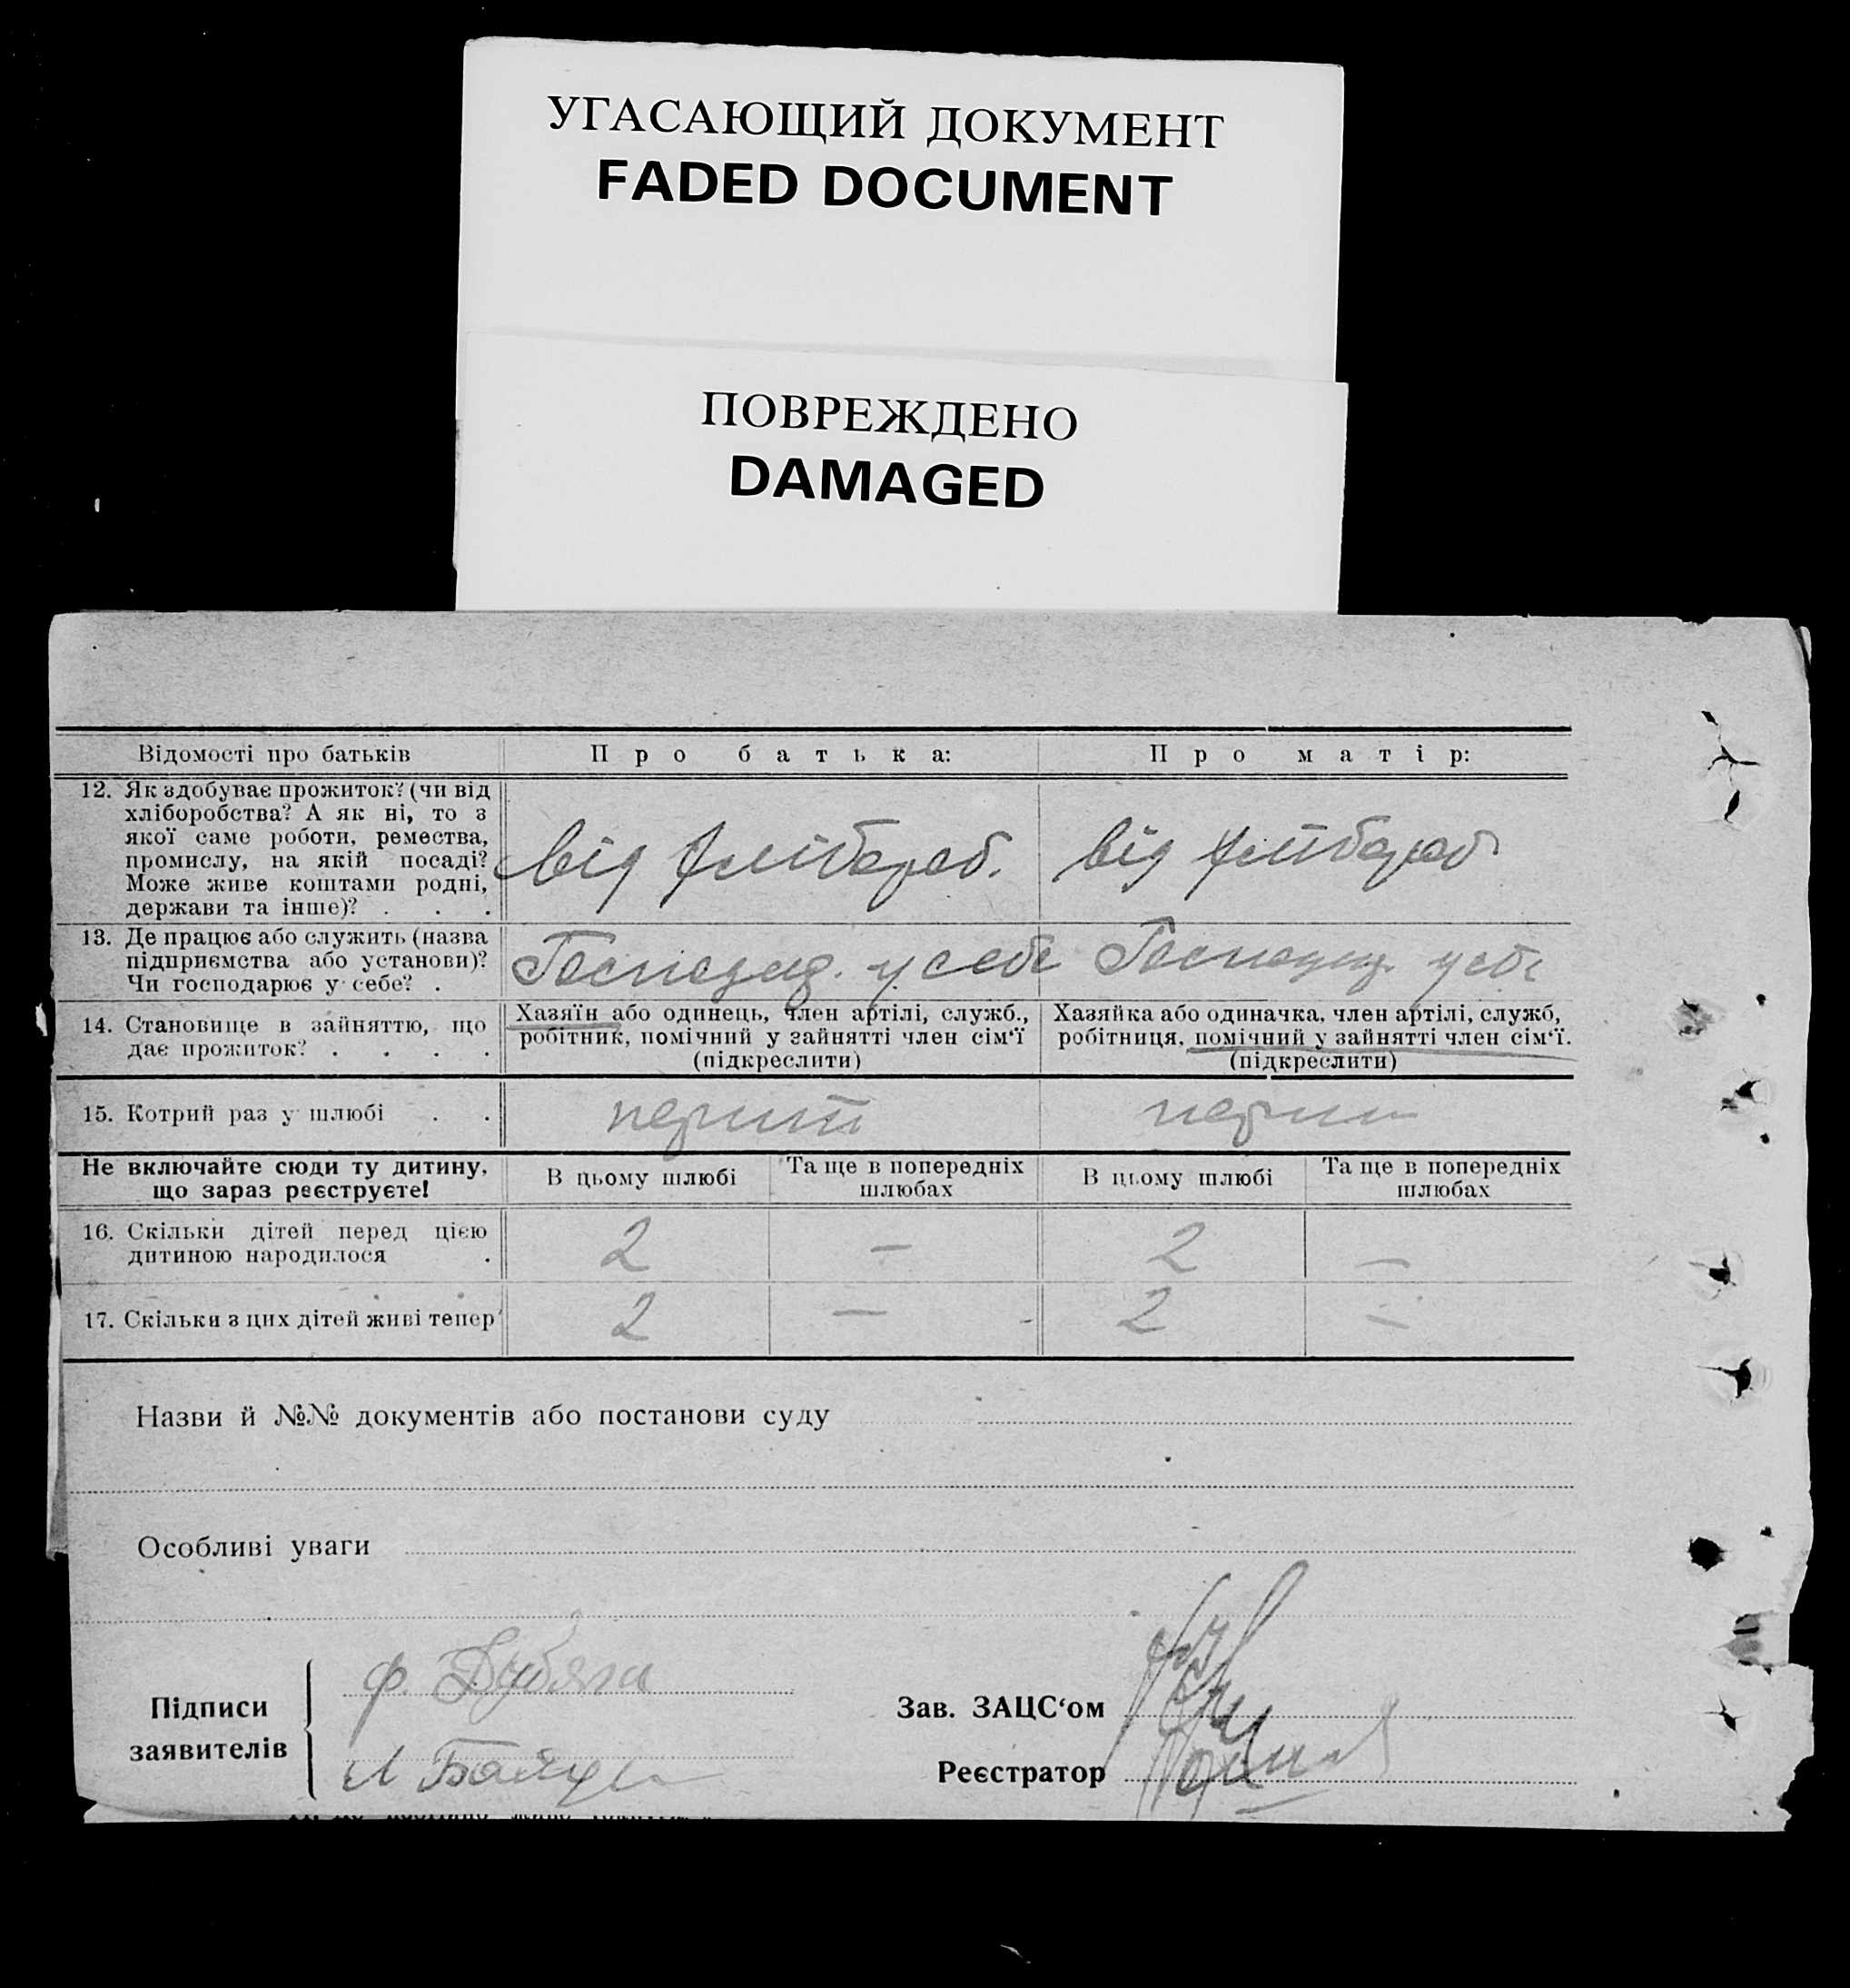 УГАСАЮЩИЙ ДОКУМЕНТ
FADED DOCUMENT
ПОВРЕЖДЕНО
DAMAGED
Відомості про батьків
Про батька:
Про матір:
12. Як здобуває прожиток? (чи від
хліборобства? А як ні, то з
якої саме роботи, ремества,
промислу, на якій посаді?
Може живе коштами родні,
держави та інше)? . . .
від хлібороб.
від хлібороб
13. Де працює або служить (назва
підприємства або установи)?
Чи господарює у себе? .
Господар. у себе
Господар. у себе
14. Становище в зайняттю, що
дає прожиток? . . . .
Хазяїн або одинець, член артілі, служб.,
робітник, помічний у зайнятті член сім‘ї
(підкреслити)
Хазяйка або одиначка, член артілі, служб,
робітниця, помічний у зайнятті член сім‘ї.
(підкреслити)
15. Котрий раз у шлюбі . .
перший
перши
Не включайте сюди ту дитину,
що зараз реєструєте!
В цьому шлюбі
Та ще в попередніх
шлюбах
В цьому шлюбі
Та ще в попередніх
шлюбах
16. Скільки дітей перед цією
дитиною народилося .
2
—
2
—
17. Скільки з цих дітей живі тепер
2
—
2
—
Назви й №№ документів або постанови суду
Особливі уваги
Підписи
заявителів
Ф. Дубяга
Зав. ЗАЦС‘ом
Реєстратор